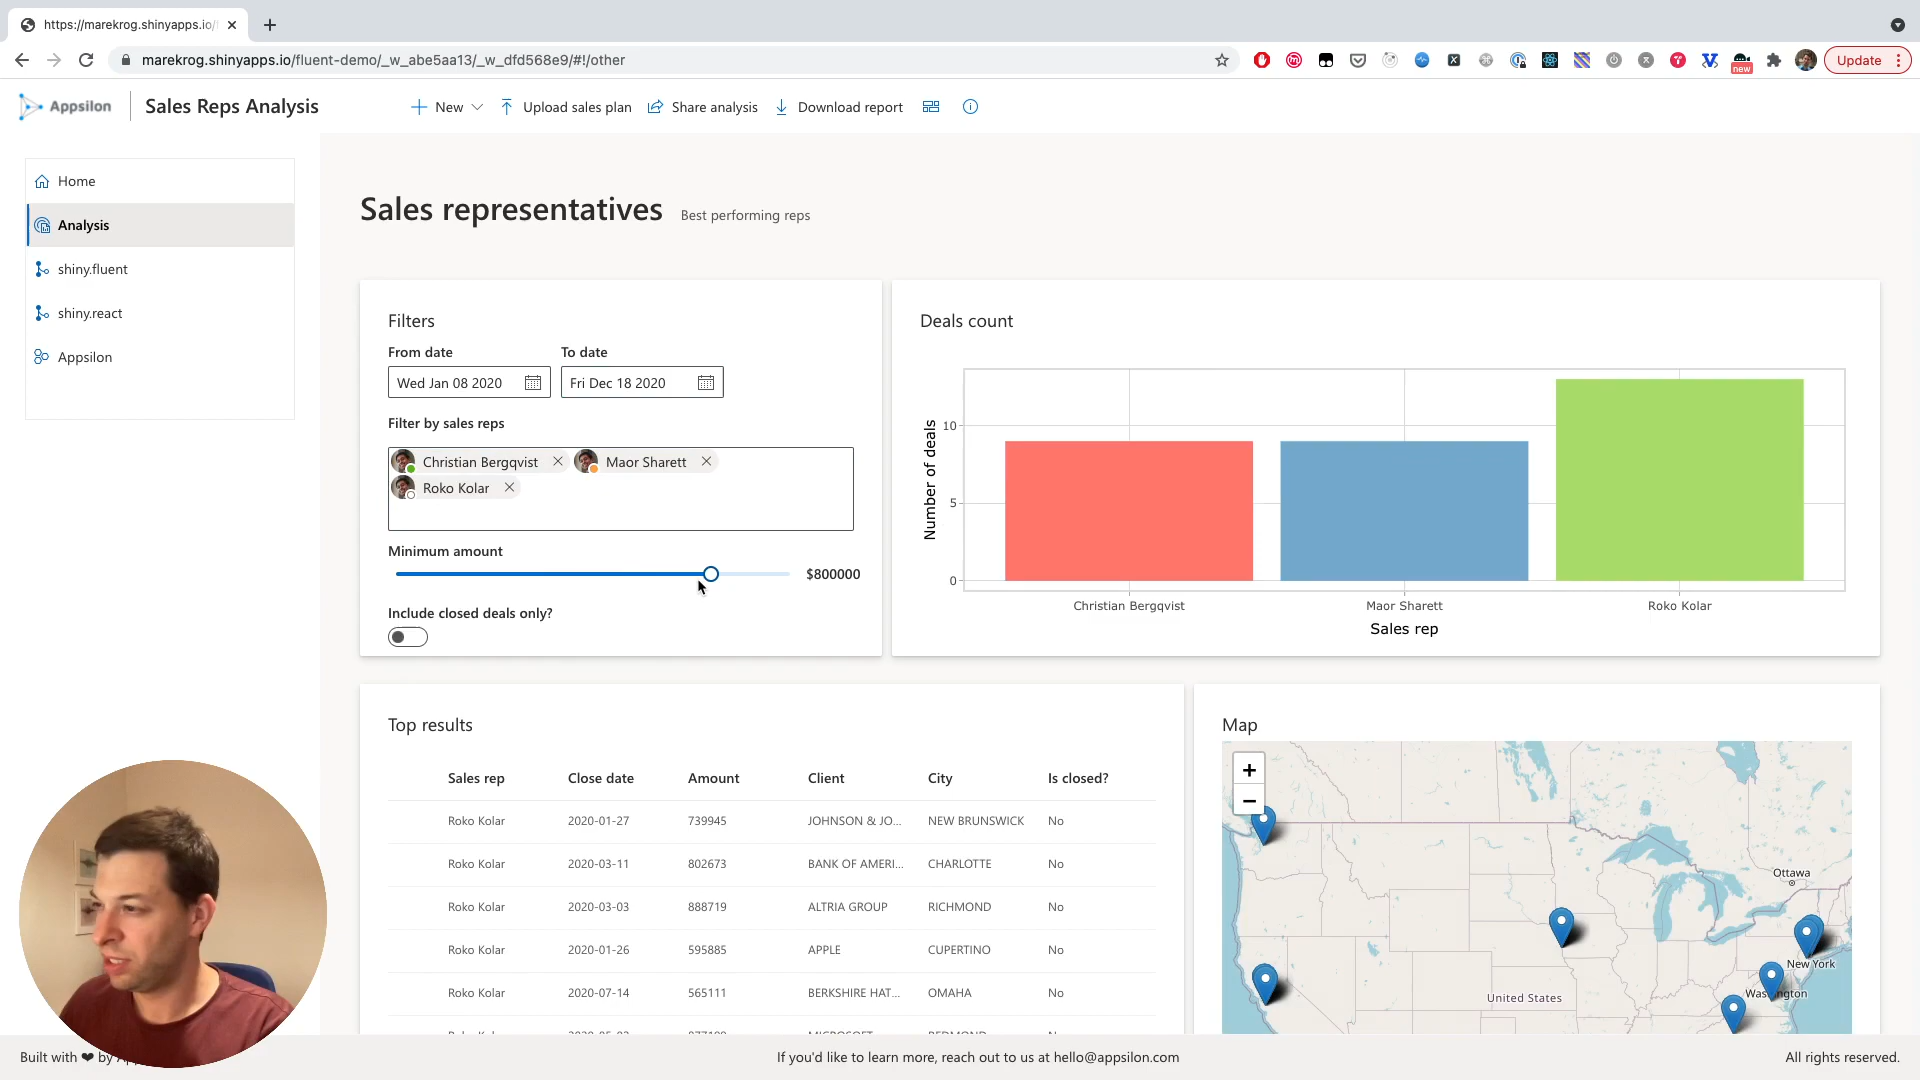 https://marekrog.shinyapps.io/
marekrog.shinyapps.io/fluent-demo/_w_abe5aa13/_w_dfd568e9/#!/other
new
Update
Appsilon
Sales Reps Analysis
New
Upload sales plan
Share analysis
Download report
Home
Analysis
shiny.fluent
shiny.react
Appsilon
Sales representatives
Best performing reps
Filters
From date
To date
Wed Jan 08 2020
Fri Dec 18 2020
Filter by sales reps
Christian Bergqvist
Maor Sharett
Roko Kolar
Minimum amount
$800000
Include closed deals only?
Deals count
Number of deals
10
5
0
Christian Bergqvist
Maor Sharett
Roko Kolar
Sales rep
Top results
Sales rep Close date Amount Client City Is closed?
Roko Kolar 2020-01-27 739945 JOHNSON & JO... NEW BRUNSWICK No
Roko Kolar 2020-03-11 802673 BANK OF AMERI... CHARLOTTE No
Roko Kolar 2020-03-03 888719 ALTRIA GROUP RICHMOND No
Roko Kolar 2020-01-26 595885 APPLE CUPERTINO No
Roko Kolar 2020-07-14 565111 BERKSHIRE HAT... OMAHA No
Map
+
−
Ottawa
New York
United States
Built with ❤ by
If you'd like to learn more, reach out to us at hello@appsilon.com
All rights reserved.